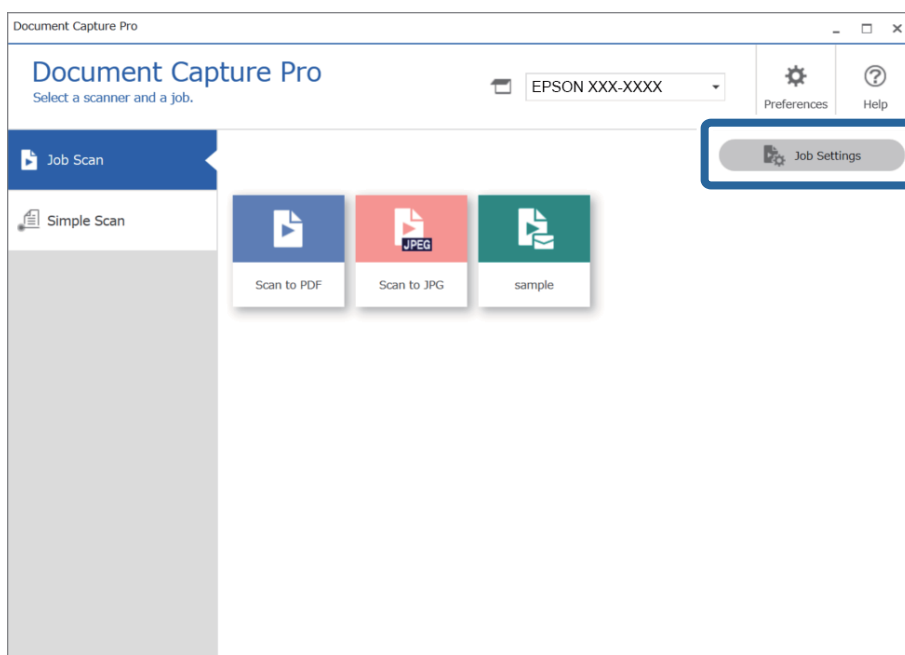 Document Capture Pro
Document Capture Pro
Select a scanner and a job.
EPSON XXX-XXXX
Preferences
Help
Job Scan
Job Settings
Simple Scan
JPEG
Scan to PDF
Scan to JPG
sample